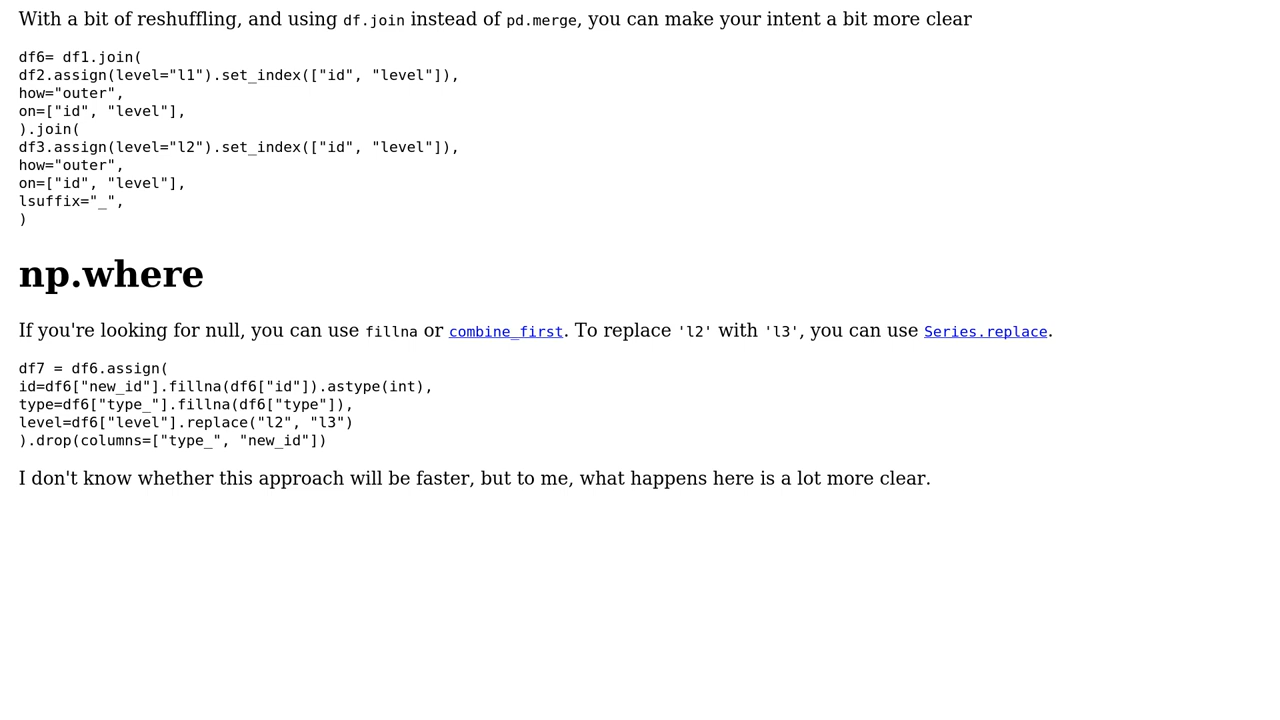 With a bit of reshuffling, and using df.join instead of pd.merge, you can make your intent a bit more clear
df6= df1.join(
df2.assign(level="l1").set_index(["id", "level"]),
how="outer",
on=["id", "level"],
).join(
df3.assign(level="l2").set_index(["id", "level"]),
how="outer",
on=["id", "level"],
lsuffix="_",
)
np.where
If you're looking for null, you can use fillna or combine_first. To replace 'l2' with 'l3', you can use Series.replace.
df7 = df6.assign(
id=df6["new_id"].fillna(df6["id"]).astype(int),
type=df6["type_"].fillna(df6["type"]),
level=df6["level"].replace("l2", "l3")
).drop(columns=["type_", "new_id"])
I don't know whether this approach will be faster, but to me, what happens here is a lot more clear.